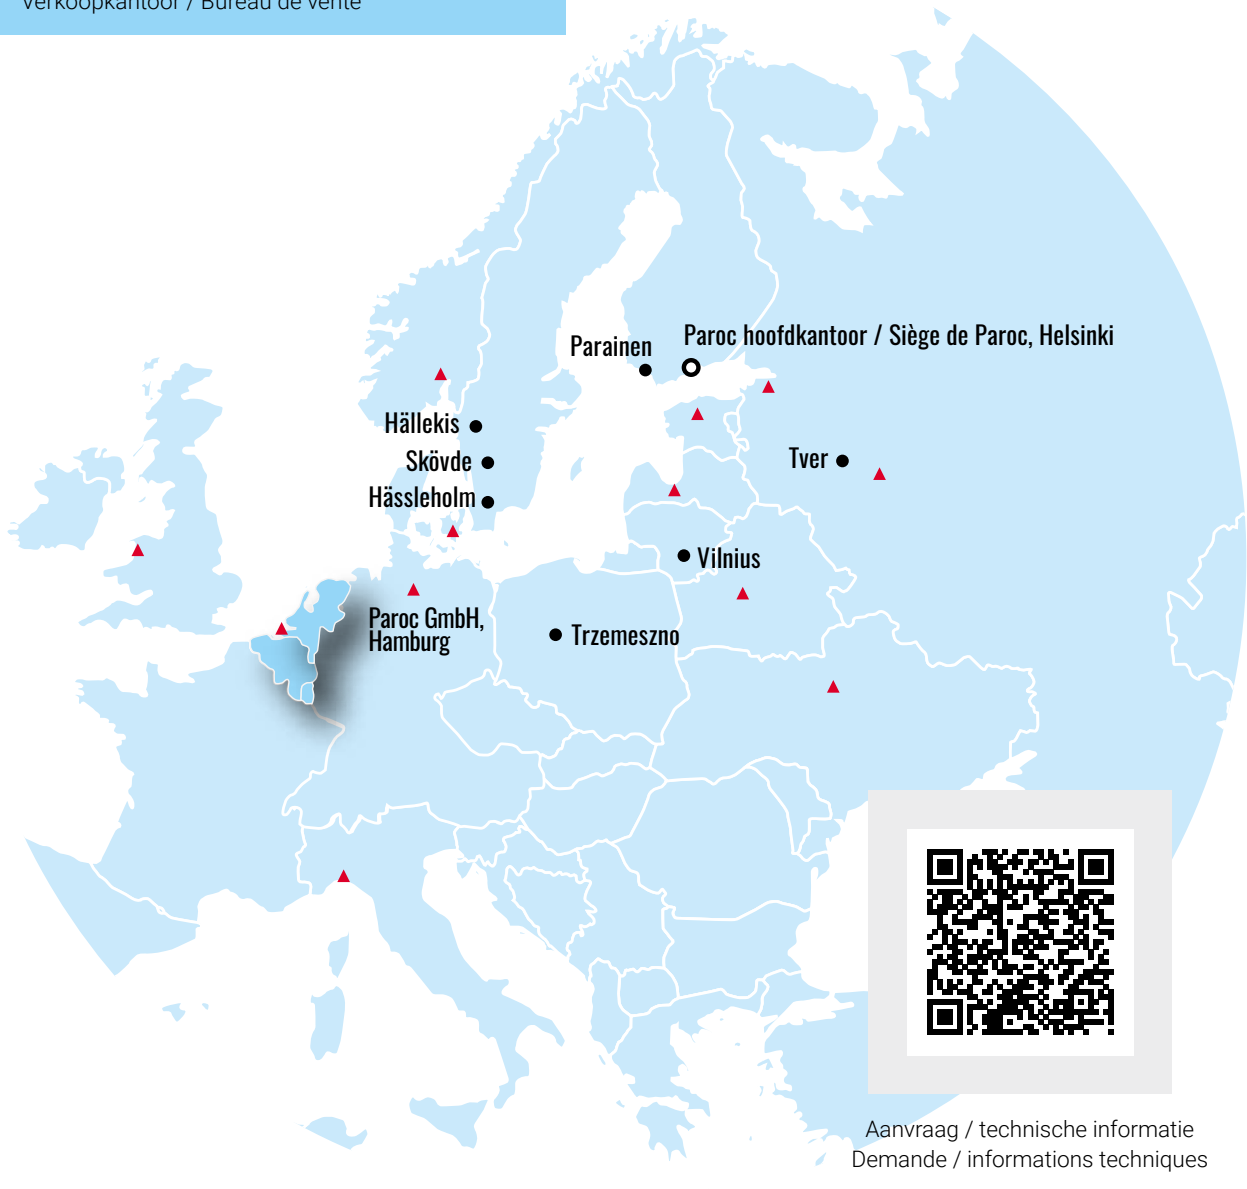 Verkoopkantoor / Bureau de vente
Paroc hoofdkantoor / Siège de Paroc, Helsinki
Parainen
Hällekis
Skövde
Tver
Hässleholm
Vilnius
Paroc GmbH,
Hamburg
Trzemeszno
Aanvraag / technische informatie
Demande / informations techniques